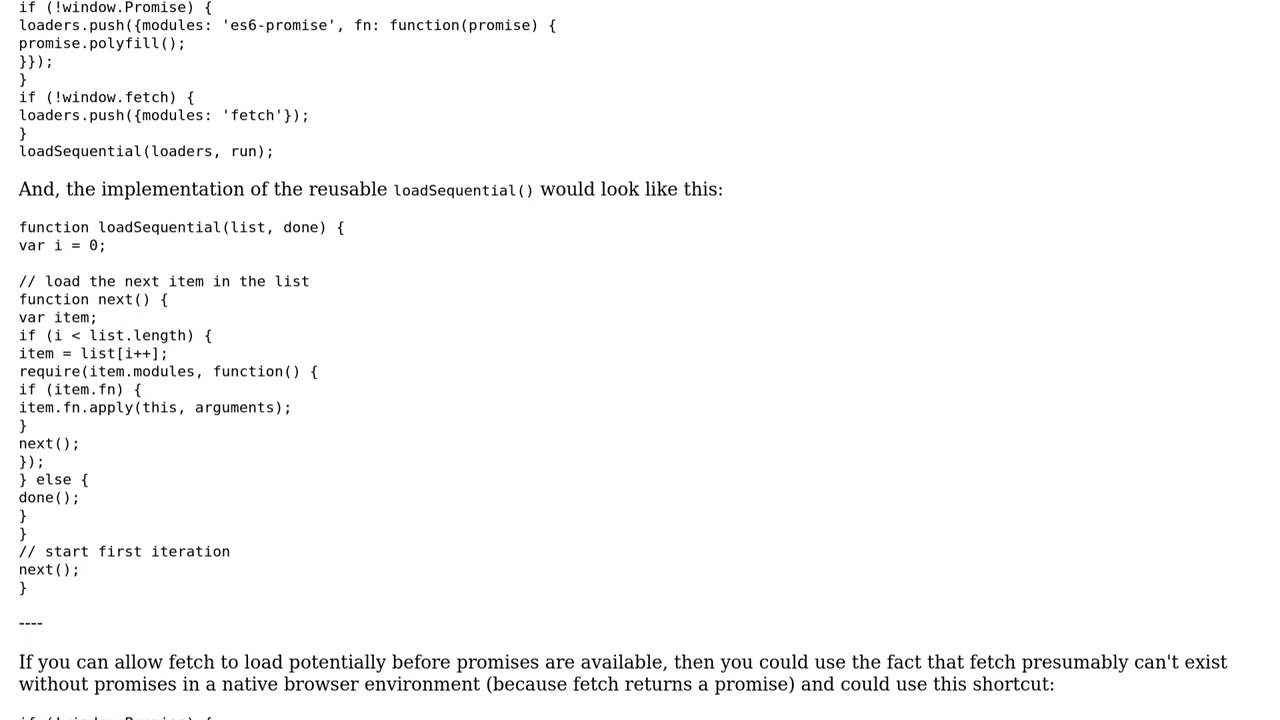 if (!window.Promise) {
loaders.push({modules: 'es6-promise', fn: function(promise) {
promise.polyfill();
}});
}
if (!window.fetch) {
loaders.push({modules: 'fetch'});
}
loadSequential(loaders, run);
And, the implementation of the reusable loadSequential() would look like this:
function loadSequential(list, done) {
var i = 0;
// load the next item in the list
function next() {
var item;
if (i < list.length) {
item = list[i++];
require(item.modules, function() {
if (item.fn) {
item.fn.apply(this, arguments);
}
next();
});
} else {
done();
}
}
// start first iteration
next();
}
----
If you can allow fetch to load potentially before promises are available, then you could use the fact that fetch presumably can't exist
without promises in a native browser environment (because fetch returns a promise) and could use this shortcut:
if (!window.Promise) {